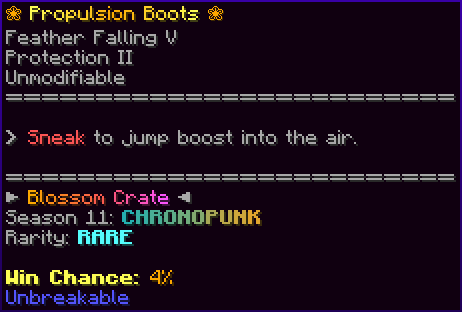 ❀ Propulsion Boots ❀
Feather Falling V
Protection II
Unmodifiable
==============================
> Sneak to jump boost into the air.
==============================
► Blossom Crate ◄
Season 11: CHRONOPUNK
Rarity: RARE
Win Chance: 4%
Unbreakable